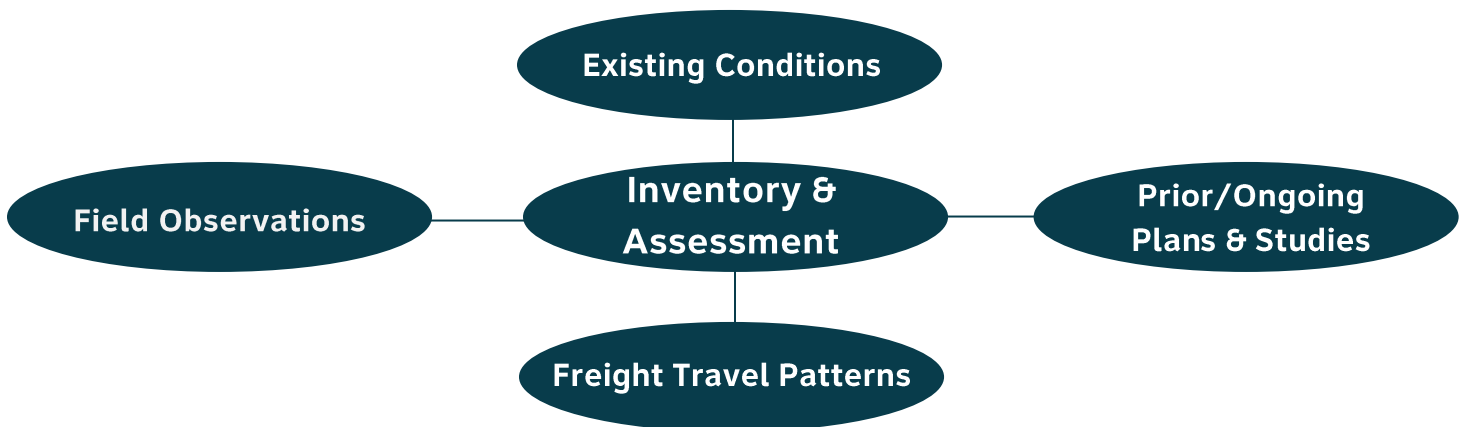 Existing Conditions
Field Observations
Inventory &
Assessment
Prior/Ongoing
Plans & Studies
Freight Travel Patterns